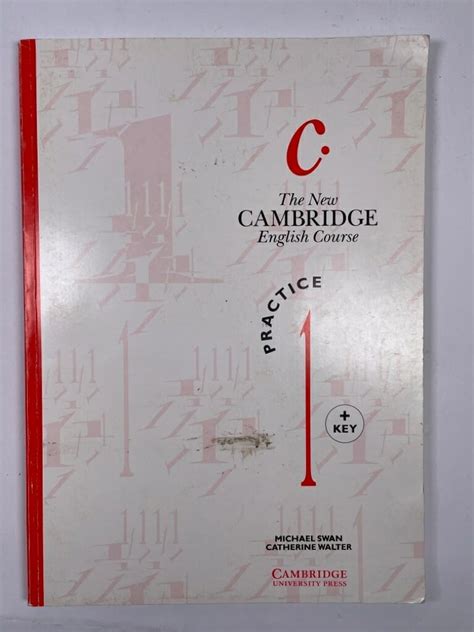 c.
The New
CAMBRIDGE
English Course
PRACTICE
1
+
KEY
MICHAEL SWAN
CATHERINE WALTER
CAMBRIDGE
UNIVERSITY PRESS